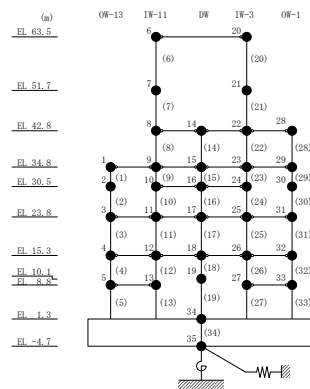 (m) OW-13 IW-11 DW IW-3 OW-1
EL 63.5 6 20
(6) (20)
EL 51.7 7 21
(7) (21)
EL 42.8 8 14 22 28
(8) (14) (22) (28)
EL 34.8 1 9 15 23 29
(1) (9) (15) (23) (29)
EL 30.5 2 10 16 24 30
(2) (10) (16) (24) (30)
EL 23.8 3 11 17 25 31
(3) (11) (17) (25) (31)
EL 15.3 4 12 18 26 32
(4) (12) (18) (26) (32)
EL 10.1 19 27
EL 8.8 5 13 33
(5) (13) (19) (27) (33)
EL 1.3 34
(34)
EL -4.7 35